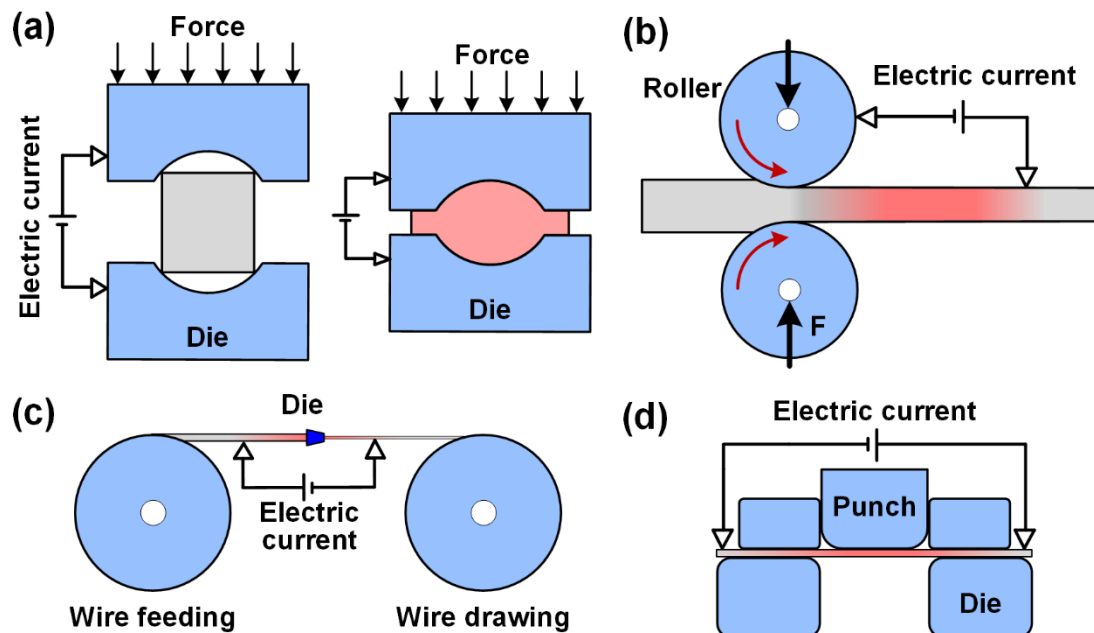 (a)
Force
Force
Electric current
Die
(b)
Electric current
Roller
F
(c)
Die
Electric
current
Wire feeding
Wire drawing
(d)
Electric current
Punch
Die